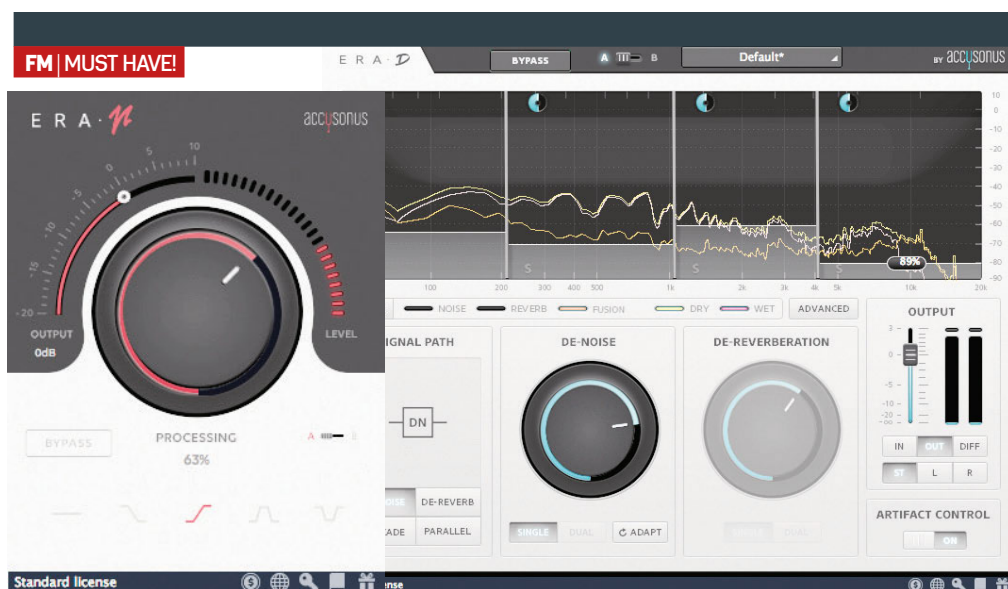 FM | MUST HAVE!
ERA·D
BYPASS
A B
Default*
BY accusonus
ERA·n
accusonus
-20 -15 -10 -5 0 5 10
OUTPUT
0dB
LEVEL
BYPASS
PROCESSING
63%
A B
Standard license
10
0
-10
-20
-30
-40
-50
-60
-70
-80
-90
S S S
89%
100 200 300 400 500 1k 2k 3k 4k 5k 10k 20k
NOISE REVERB FUSION DRY WET
ADVANCED
IGNAL PATH
DN
OISE DE-REVERB
ADE PARALLEL
DE-NOISE
SINGLE DUAL ADAPT
DE-REVERBERATION
SINGLE DUAL
OUTPUT
3
0
-5
-10
-20
-∞
IN OUT DIFF
ST L R
ARTIFACT CONTROL
ON
ense